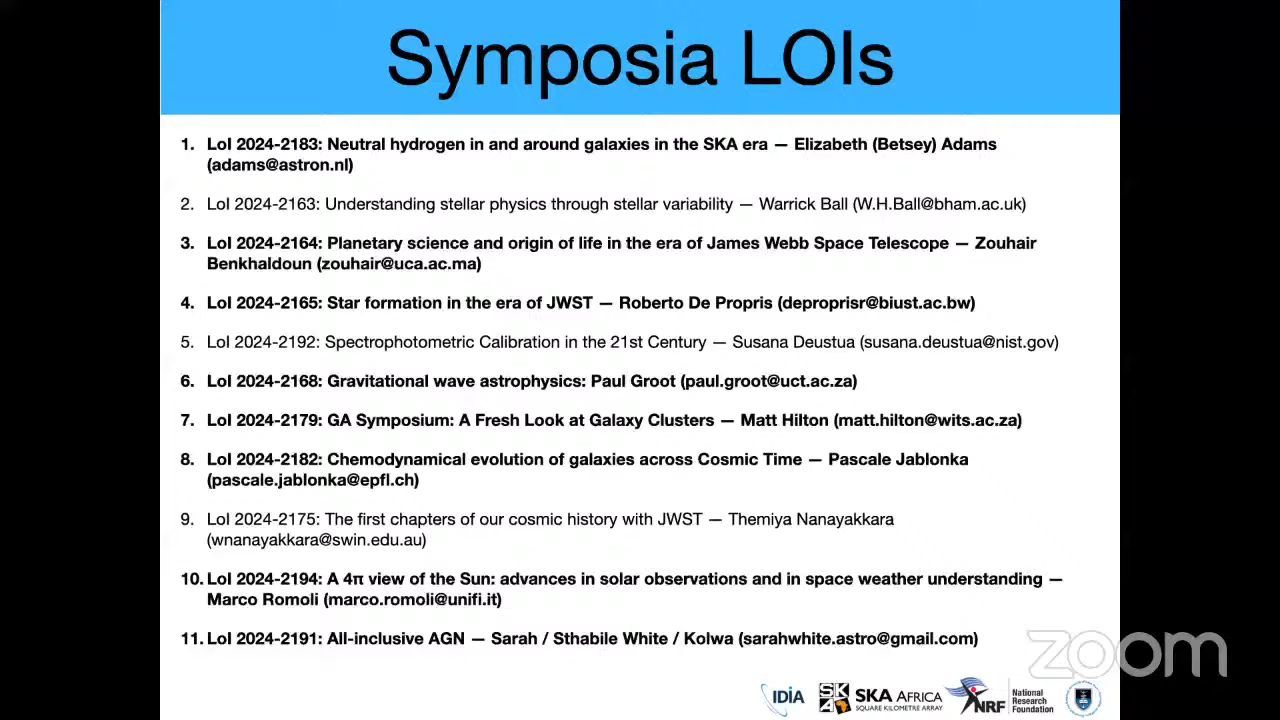 Symposia LOIs
1. LoI 2024-2183: Neutral hydrogen in and around galaxies in the SKA era — Elizabeth (Betsey) Adams
(adams@astron.nl)
2. LoI 2024-2163: Understanding stellar physics through stellar variability — Warrick Ball (W.H.Ball@bham.ac.uk)
3. LoI 2024-2164: Planetary science and origin of life in the era of James Webb Space Telescope — Zouhair
Benkhaldoun (zouhair@uca.ac.ma)
4. LoI 2024-2165: Star formation in the era of JWST — Roberto De Propris (deproprisr@biust.ac.bw)
5. LoI 2024-2192: Spectrophotometric Calibration in the 21st Century — Susana Deustua (susana.deustua@nist.gov)
6. LoI 2024-2168: Gravitational wave astrophysics: Paul Groot (paul.groot@uct.ac.za)
7. LoI 2024-2179: GA Symposium: A Fresh Look at Galaxy Clusters — Matt Hilton (matt.hilton@wits.ac.za)
8. LoI 2024-2182: Chemodynamical evolution of galaxies across Cosmic Time — Pascale Jablonka
(pascale.jablonka@epfl.ch)
9. LoI 2024-2175: The first chapters of our cosmic history with JWST — Themiya Nanayakkara
(wnanayakkara@swin.edu.au)
10. LoI 2024-2194: A 4π view of the Sun: advances in solar observations and in space weather understanding —
Marco Romoli (marco.romoli@unifi.it)
11. LoI 2024-2191: All-inclusive AGN — Sarah / Sthabile White / Kolwa (sarahwhite.astro@gmail.com)
zoom
IDIA
SKA
SKA AFRICA
SQUARE KILOMETRE ARRAY
NRF
National
Research
Foundation